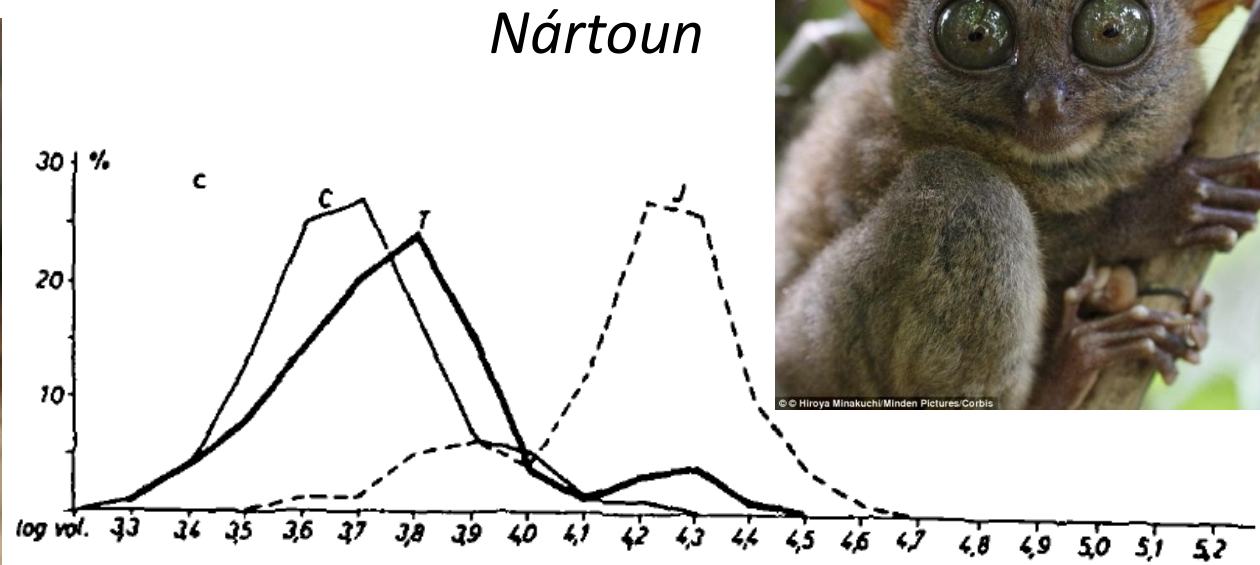 Nártoun
30 %
c
C
T
J
20
10
log vol. 3,3 3,4 3,5 3,6 3,7 3,8 3,9 4,0 4,1 4,2 4,3 4,4 4,5 4,6 4,7 4,8 4,9 5,0 5,1 5,2
© © Hiroya Minakuchi/Minden Pictures/Corbis